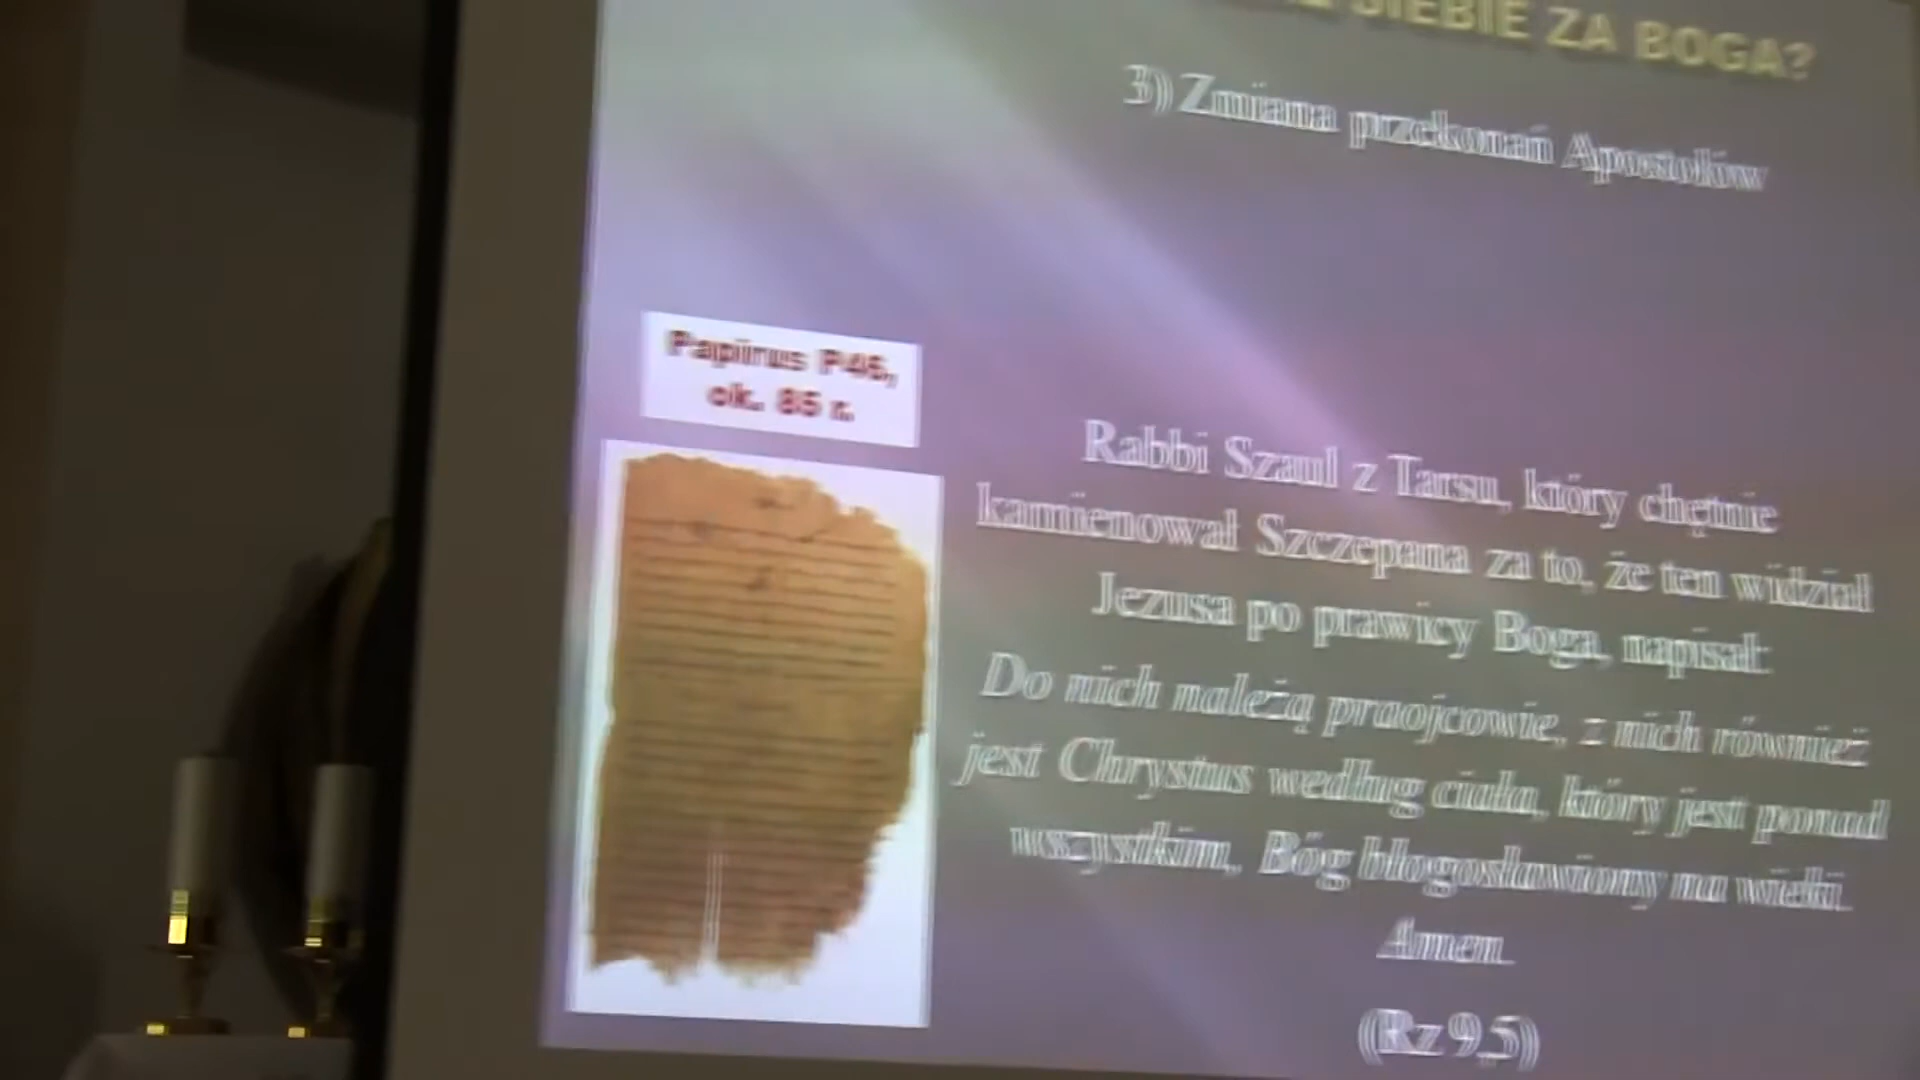 SIEBIE ZA BOGA?
3) Zmiana przekonań Apostołów
Papirus P46,
ok. 85 r.
Rabbi Szaul z Tarsu, który chętnie
kamienował Szczepana za to, że ten widział
Jezusa po prawicy Boga, napisał:
Do nich należą praojcowie, z nich również
jest Chrystus według ciała, który jest ponad
wszystkim, Bóg błogosławiony na wieki.
Amen.
(Rz 9,5)